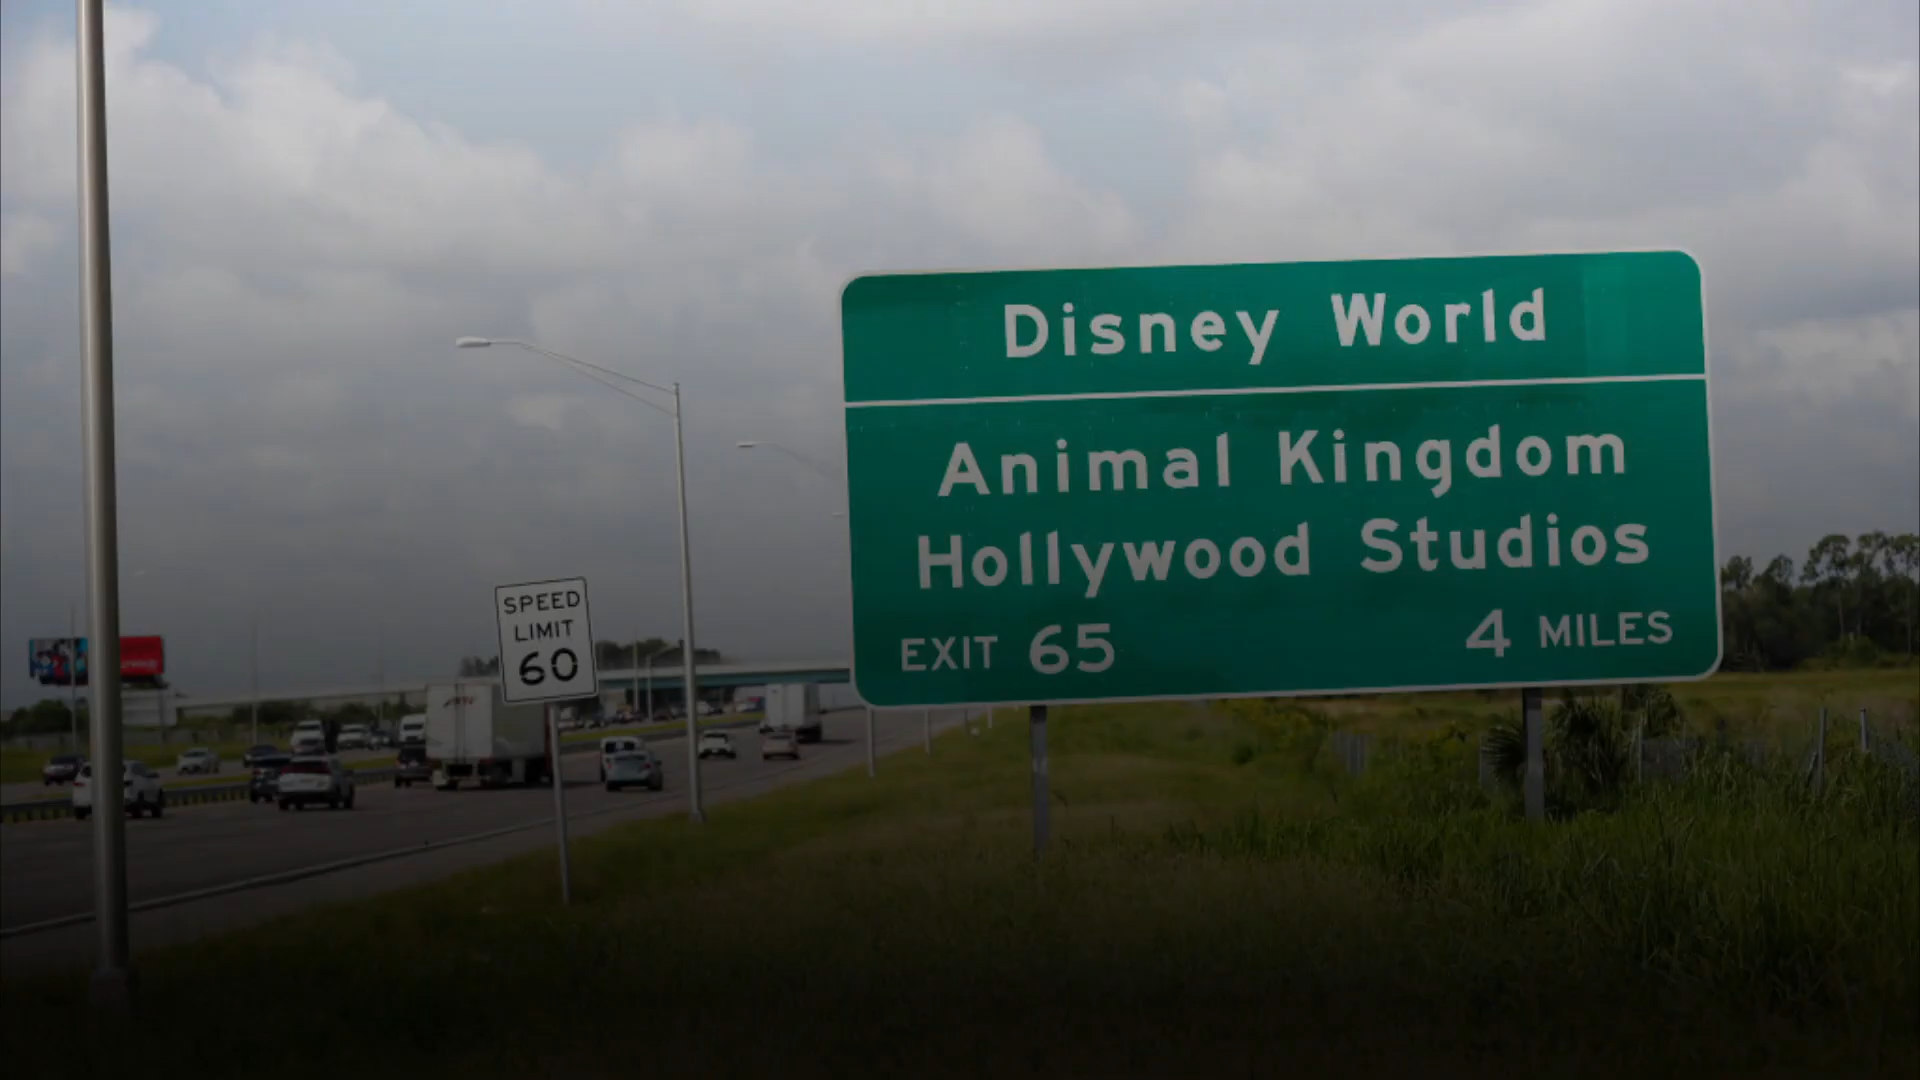 Disney World
Animal Kingdom
Hollywood Studios
EXIT 65 4 MILES
SPEED
LIMIT
60